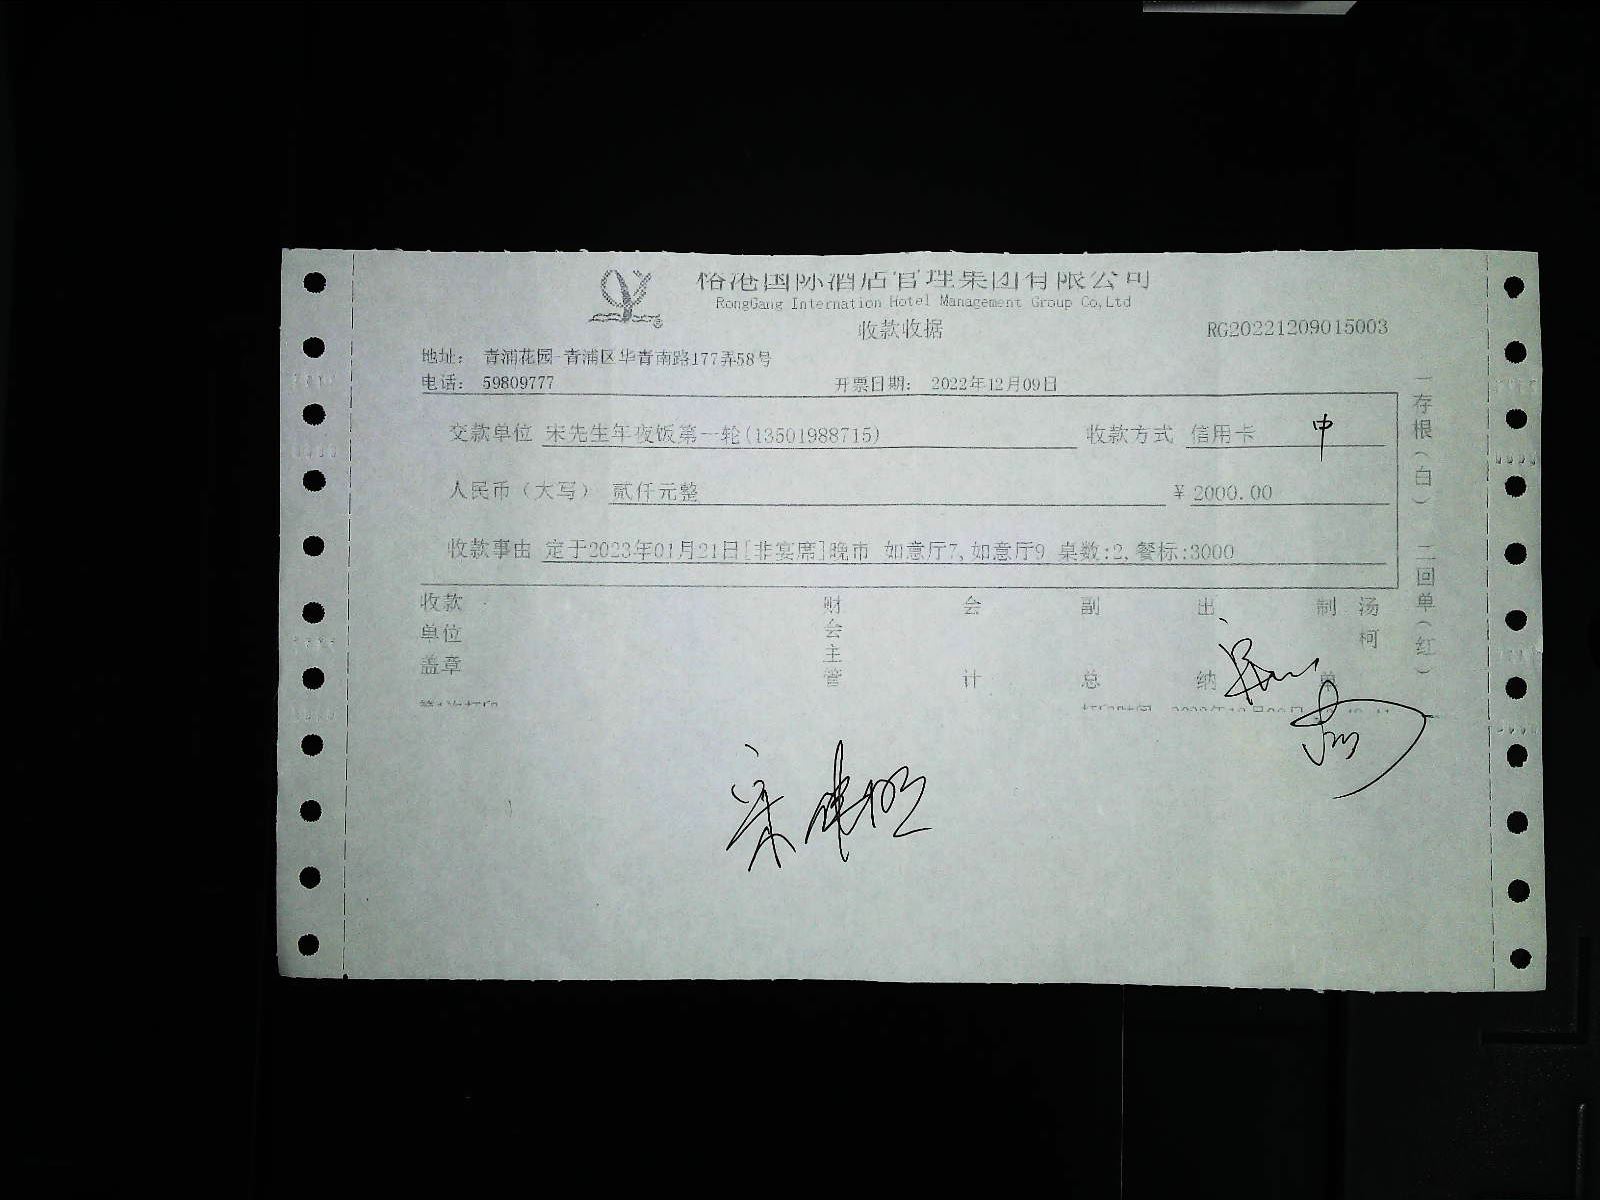 裕港国际酒店管理集团有限公司
RongGang Internation Hotel Management Group Co,Ltd
收款收据 RG20221209015003
地址： 青浦花园-青浦区华青南路177弄58号
电话： 59809777 开票日期： 2022年12月09日
交款单位 宋先生年夜饭第一轮(13501988715) 收款方式 信用卡 中
人民币（大写） 贰仟元整 ¥ 2000.00
收款事由 定于2023年01月21日[非宴席]晚市 如意厅7,如意厅9 桌数:2,餐标:3000
收款单位盖章 财会主管 会计 副总 出纳 制单 汤柯
一存根（白） 二回单（红）